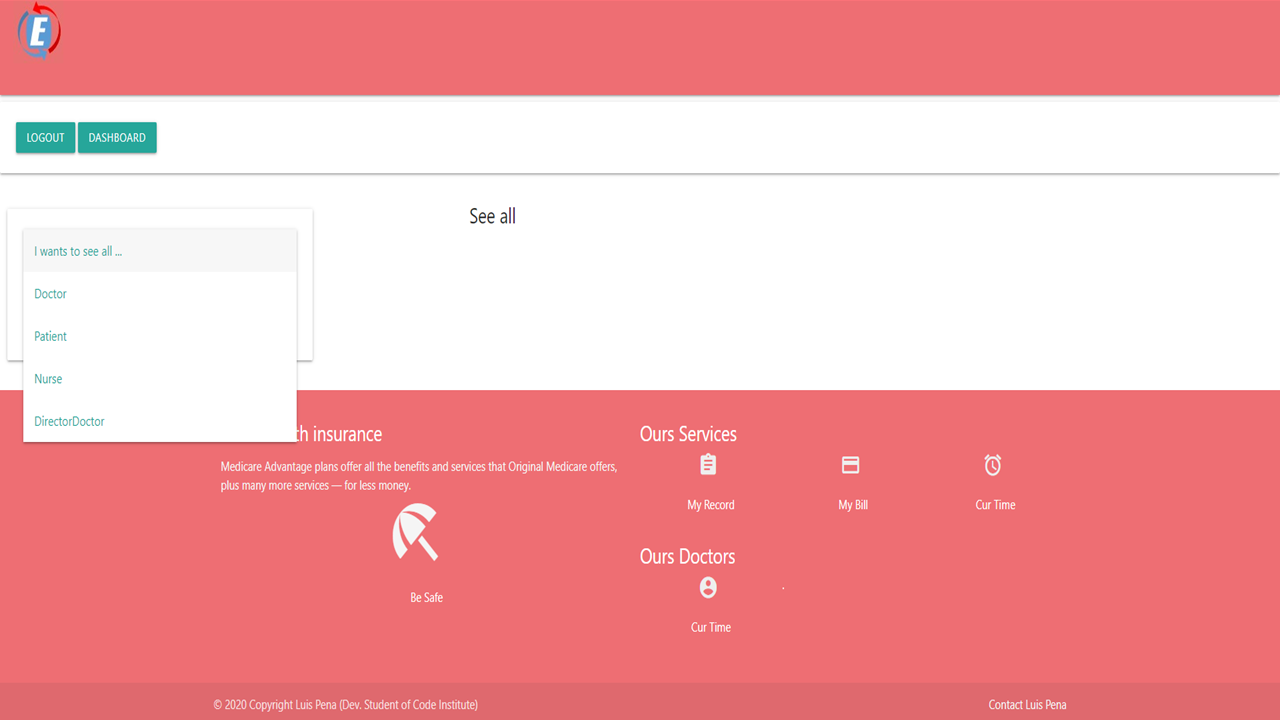 E
LOGOUT DASHBOARD
See all
I wants to see all ...
Doctor
Patient
Nurse
DirectorDoctor
th insurance
Medicare Advantage plans offer all the benefits and services that Original Medicare offers,
plus many more services — for less money.
Be Safe
Ours Services
My Record My Bill Cur Time
Ours Doctors
Cur Time
.
© 2020 Copyright Luis Pena (Dev. Student of Code Institute)
Contact Luis Pena